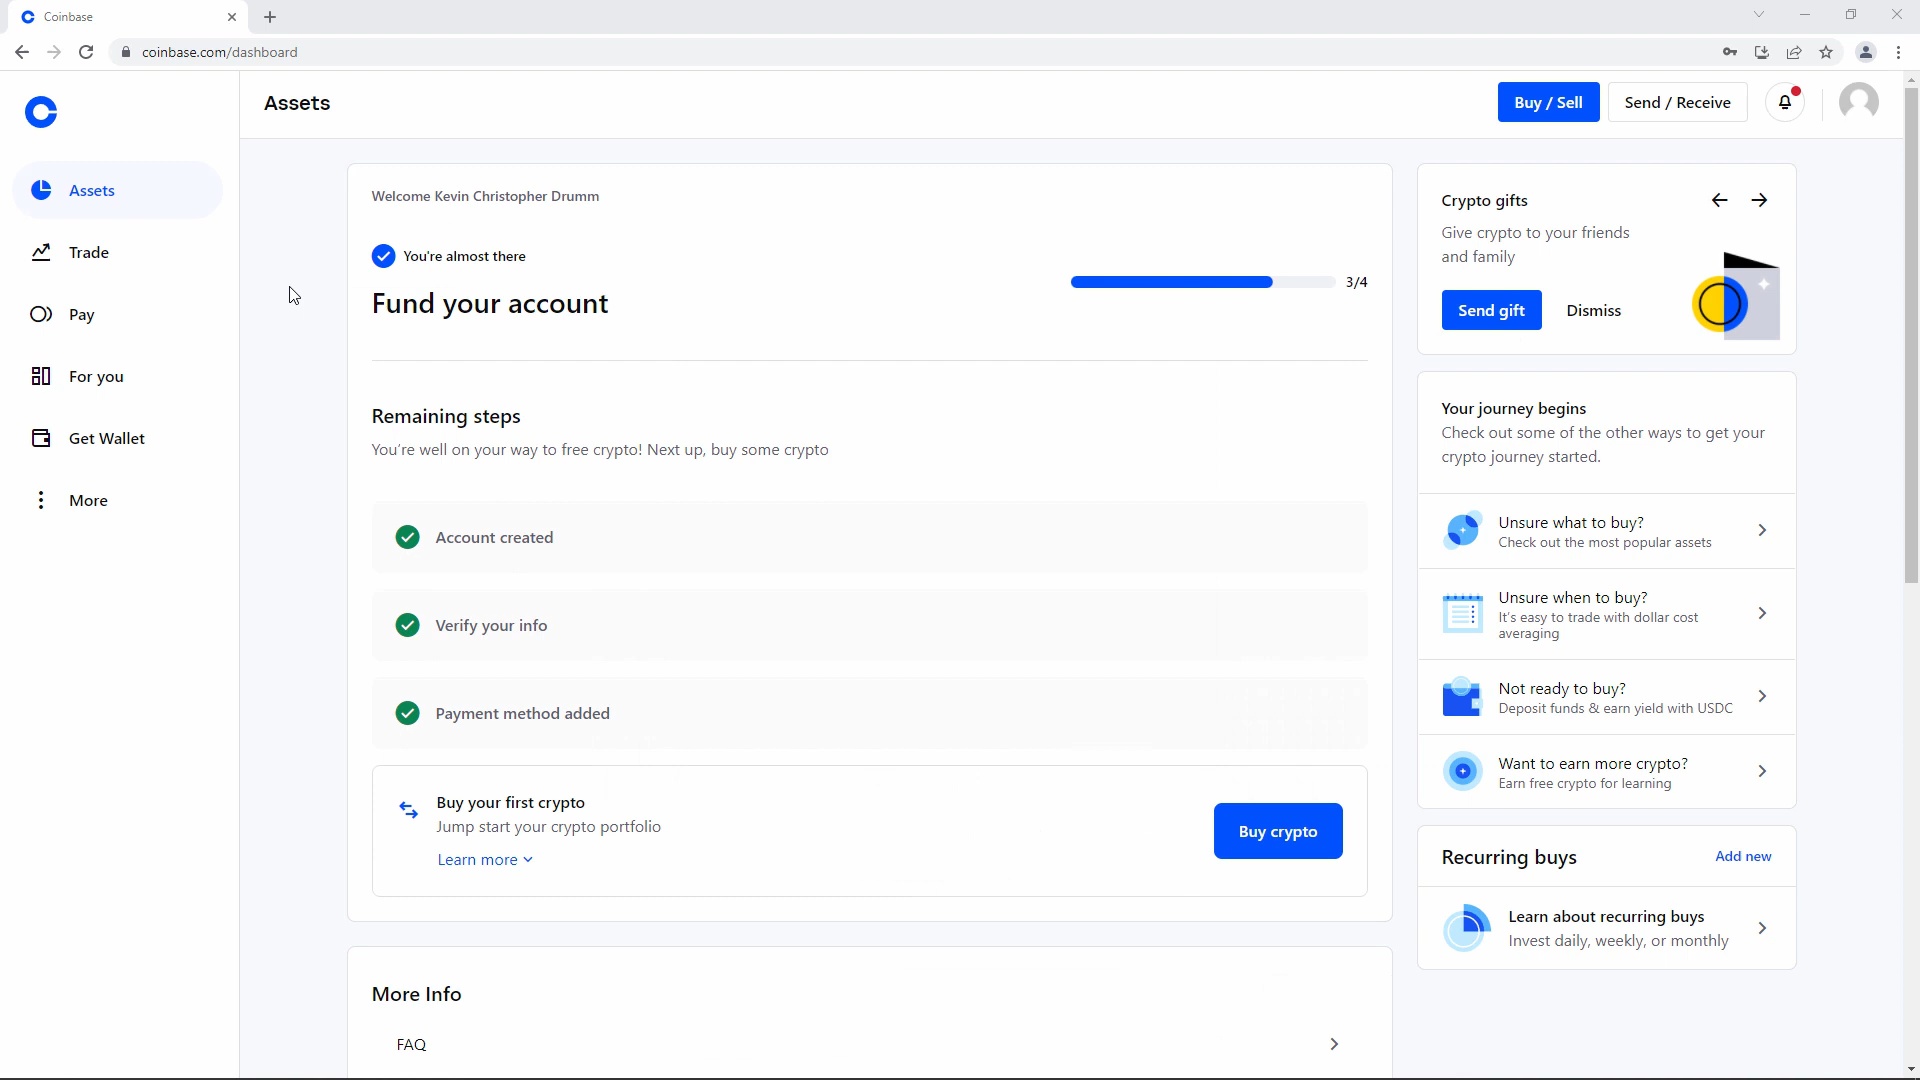 Coinbase
coinbase.com/dashboard
Assets
Buy / Sell
Send / Receive
Assets
Trade
Pay
For you
Get Wallet
More
Welcome Kevin Christopher Drumm
You're almost there
Fund your account
3/4
Remaining steps
You're well on your way to free crypto! Next up, buy some crypto
Account created
Verify your info
Payment method added
Buy your first crypto
Jump start your crypto portfolio
Learn more
Buy crypto
More Info
FAQ
Crypto gifts
Give crypto to your friends
and family
Send gift
Dismiss
Your journey begins
Check out some of the other ways to get your
crypto journey started.
Unsure what to buy?
Check out the most popular assets
Unsure when to buy?
It's easy to trade with dollar cost
averaging
Not ready to buy?
Deposit funds & earn yield with USDC
Want to earn more crypto?
Earn free crypto for learning
Recurring buys
Add new
Learn about recurring buys
Invest daily, weekly, or monthly